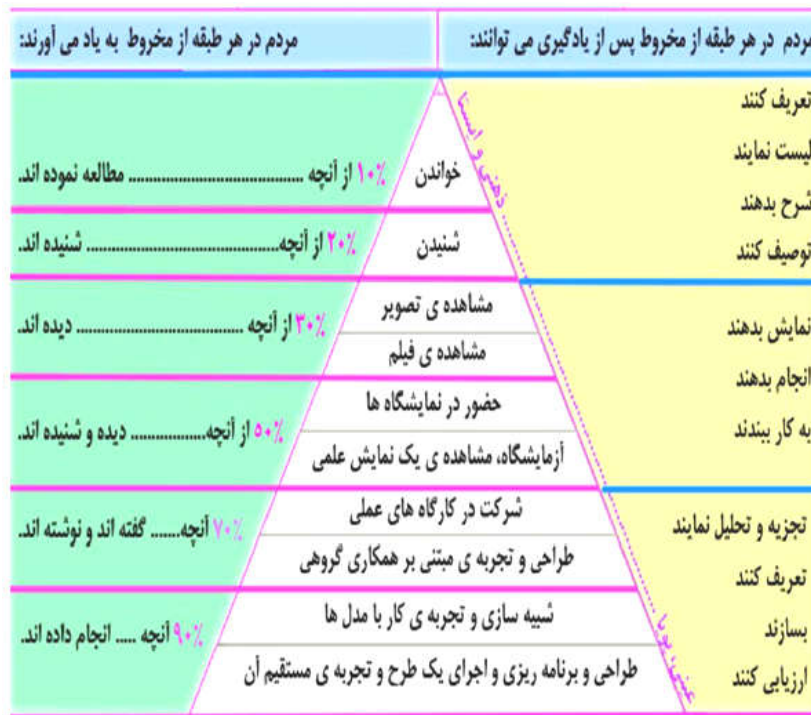 مردم در هر طبقه از مخروط پس از یادگیری می توانند:
مردم در هر طبقه از مخروط به یاد می آورند:
تعریف کنند
لیست نمایند
شرح بدهند
توصیف کنند
نمایش بدهند
انجام بدهند
به کار ببندند
تجزیه و تحلیل نمایند
تعریف کنند
بسازند
ارزیابی کنند
ذهنی و ایستا
عینی، پویا
خواندن
شنیدن
مشاهده ی تصویر
مشاهده ی فیلم
حضور در نمایشگاه ها
آزمایشگاه، مشاهده ی یک نمایش علمی
شرکت در کارگاه های عملی
طراحی و تجربه ی مبتنی بر همکاری گروهی
شبیه سازی و تجربه ی کار با مدل ها
طراحی و برنامه ریزی و اجرای یک طرح و تجربه ی مستقیم آن
۱۰٪ از آنچه ........................................ مطالعه نموده اند.
۲۰٪ از آنچه............................................ شنیده اند.
۳۰٪ از آنچه ...................................... دیده اند.
۵۰٪ از آنچه................. دیده و شنیده اند.
۷۰٪ آنچه....... گفته اند و نوشته اند.
۹۰٪ آنچه ..... انجام داده اند.